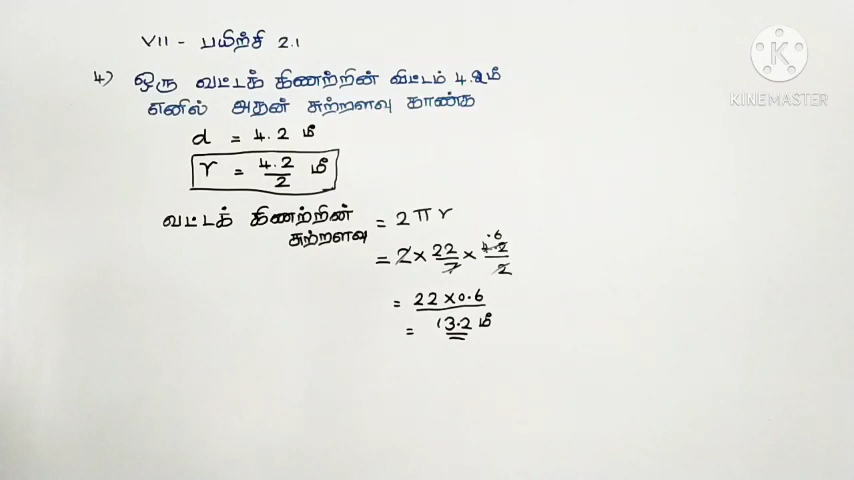 VII - பயிற்சி 2.1
4) ஒரு வட்டக் கிணற்றின் விட்டம் 4.2மீ
எனில் அதன் சுற்றளவு காண்க
d = 4.2 மீ
r = 4.2/2 மீ
வட்டக் கிணற்றின்
சுற்றளவு = 2πr
= 2 × 22/7 × 4.2/2 .6
= 22 × 0.6
= 13.2 மீ
K
KINEMASTER